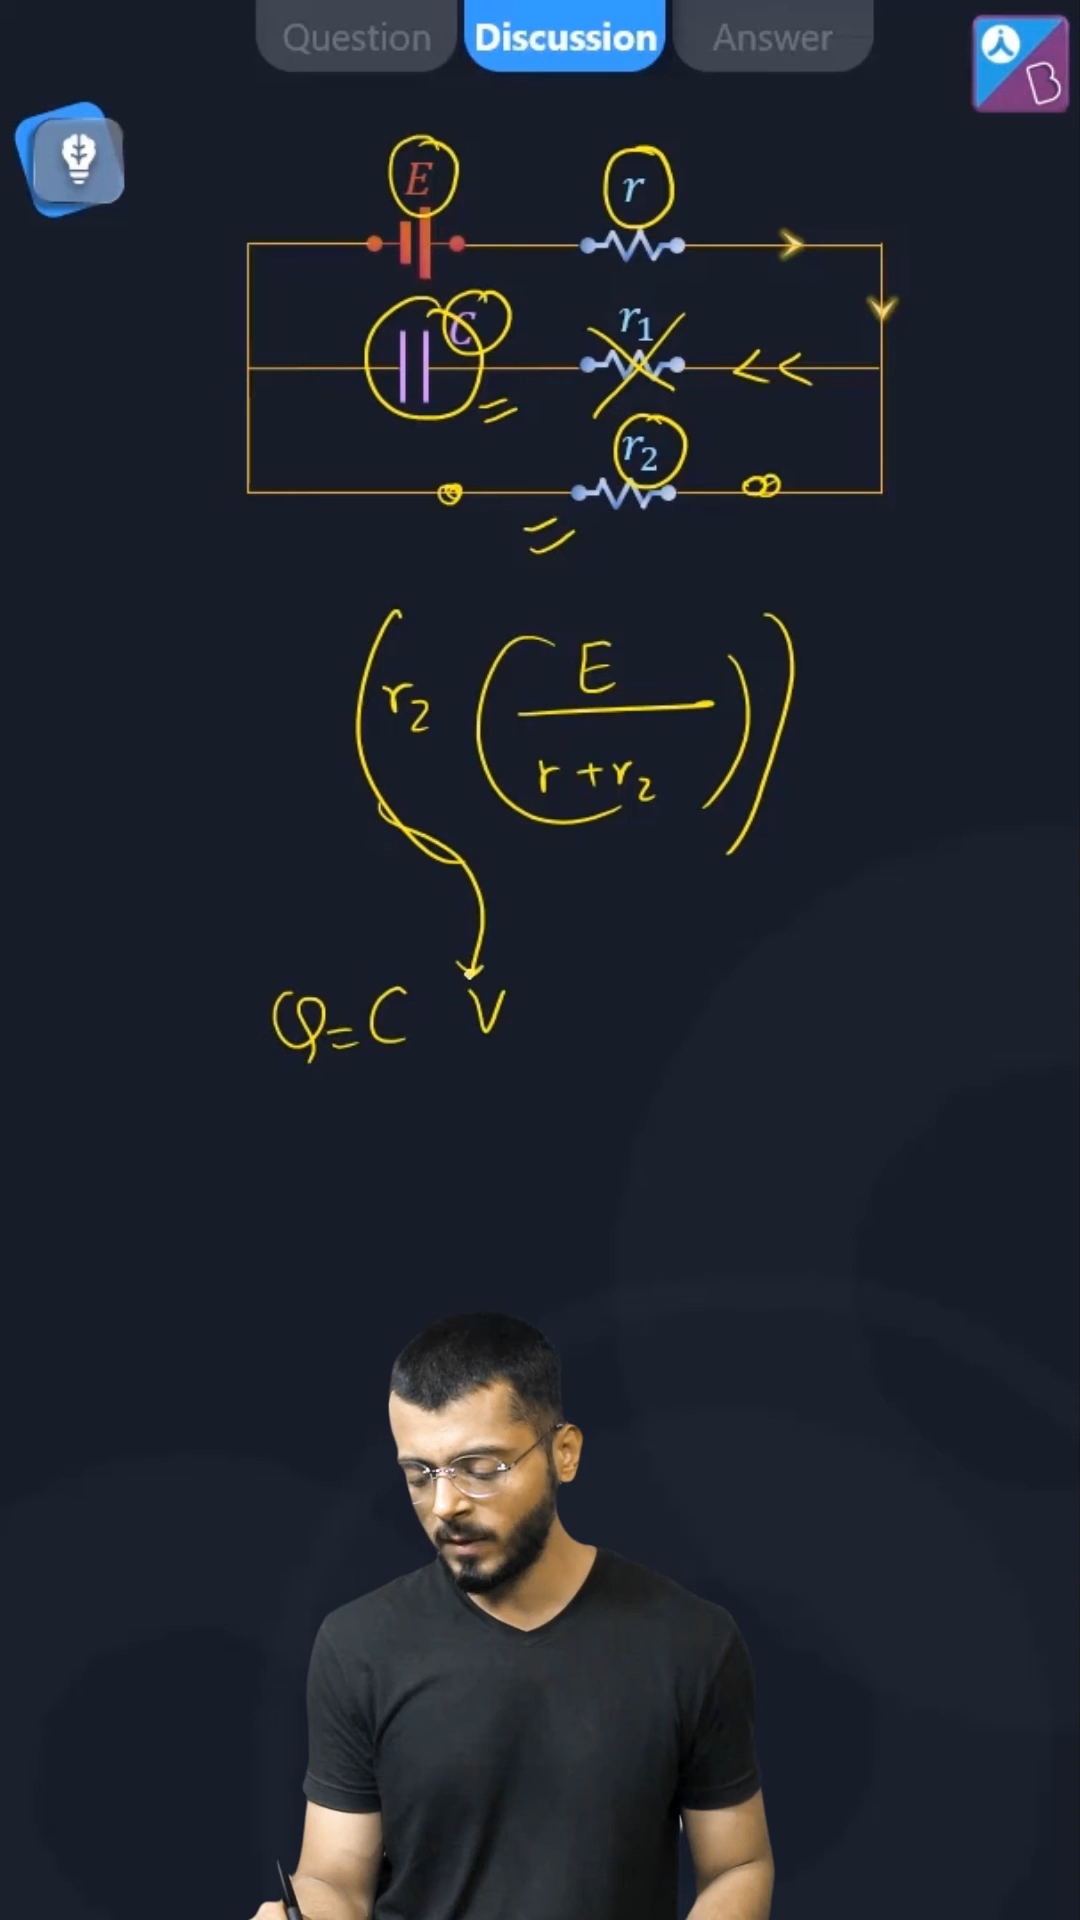 Question Discussion Answer
B
E r
C r₁
r₂
r₂ ( E / r + r₂ )
Q = C V